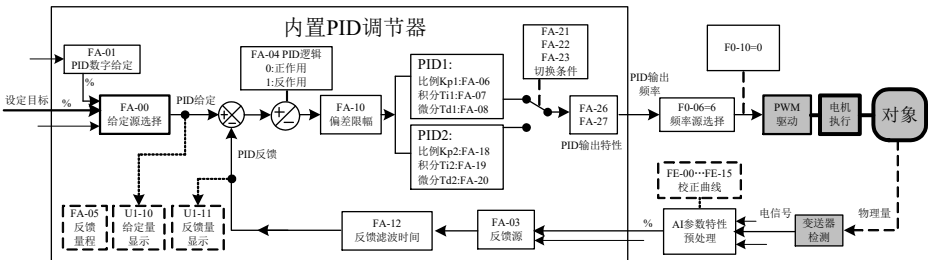 内置PID调节器
FA-01
PID数字给定
%
设定目标
%
FA-00
给定源选择
PID给定
FA-04 PID逻辑
0:正作用
1:反作用
PID反馈
FA-10
偏差限幅
PID1:
比例Kp1:FA-06
积分Ti1:FA-07
微分Td1:FA-08
PID2:
比例Kp2:FA-18
积分Ti2:FA-19
微分Td2:FA-20
FA-21
FA-22
FA-23
切换条件
FA-26
FA-27
PID输出特性
PID输出
频率
F0-10=0
F0-06=6
频率源选择
PWM
驱动
电机
执行
对象
FA-05
反馈
量程
U1-10
给定量
显示
U1-11
反馈量
显示
FA-12
反馈滤波时间
FA-03
反馈源
%
FE-00…FE-15
校正曲线
AI参数特性
预处理
电信号
变送器
检测
物理量